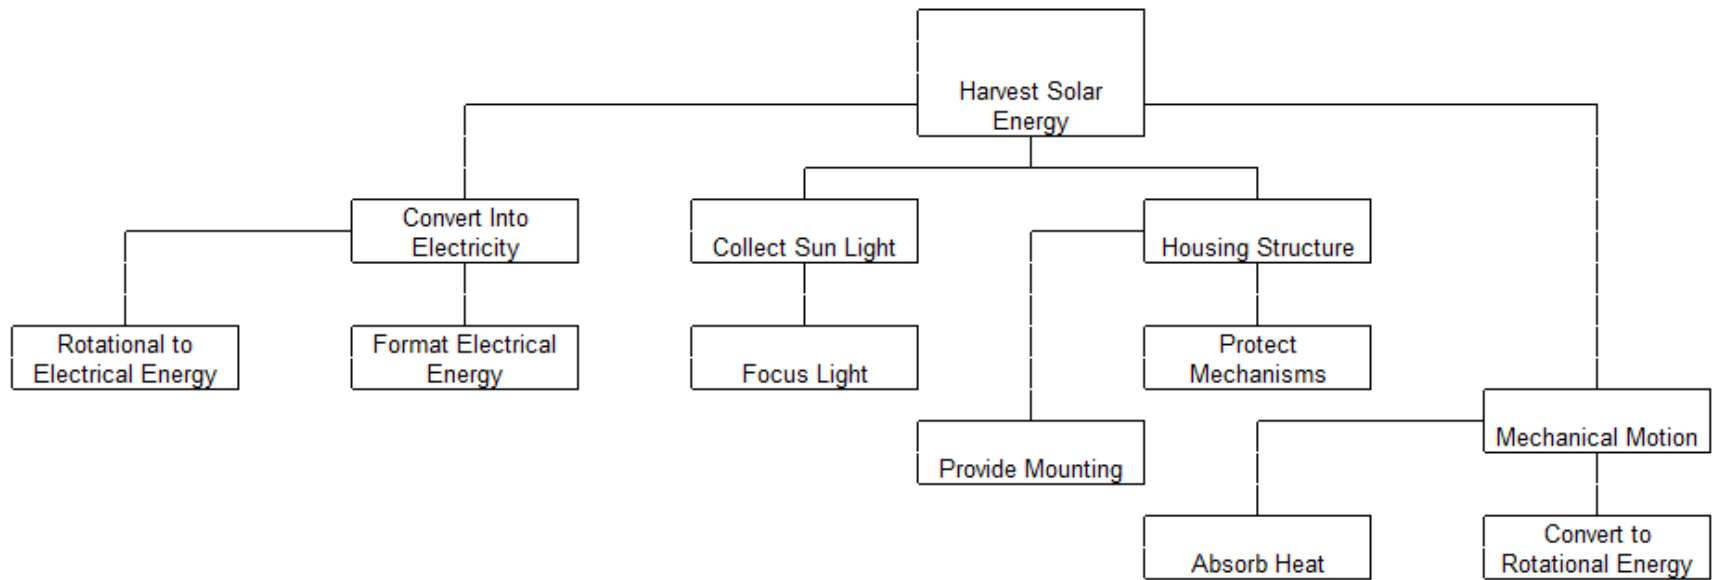 Harvest Solar
Energy
Convert Into
Electricity
Collect Sun Light
Housing Structure
Rotational to
Electrical Energy
Format Electrical
Energy
Focus Light
Protect
Mechanisms
Provide Mounting
Mechanical Motion
Absorb Heat
Convert to
Rotational Energy